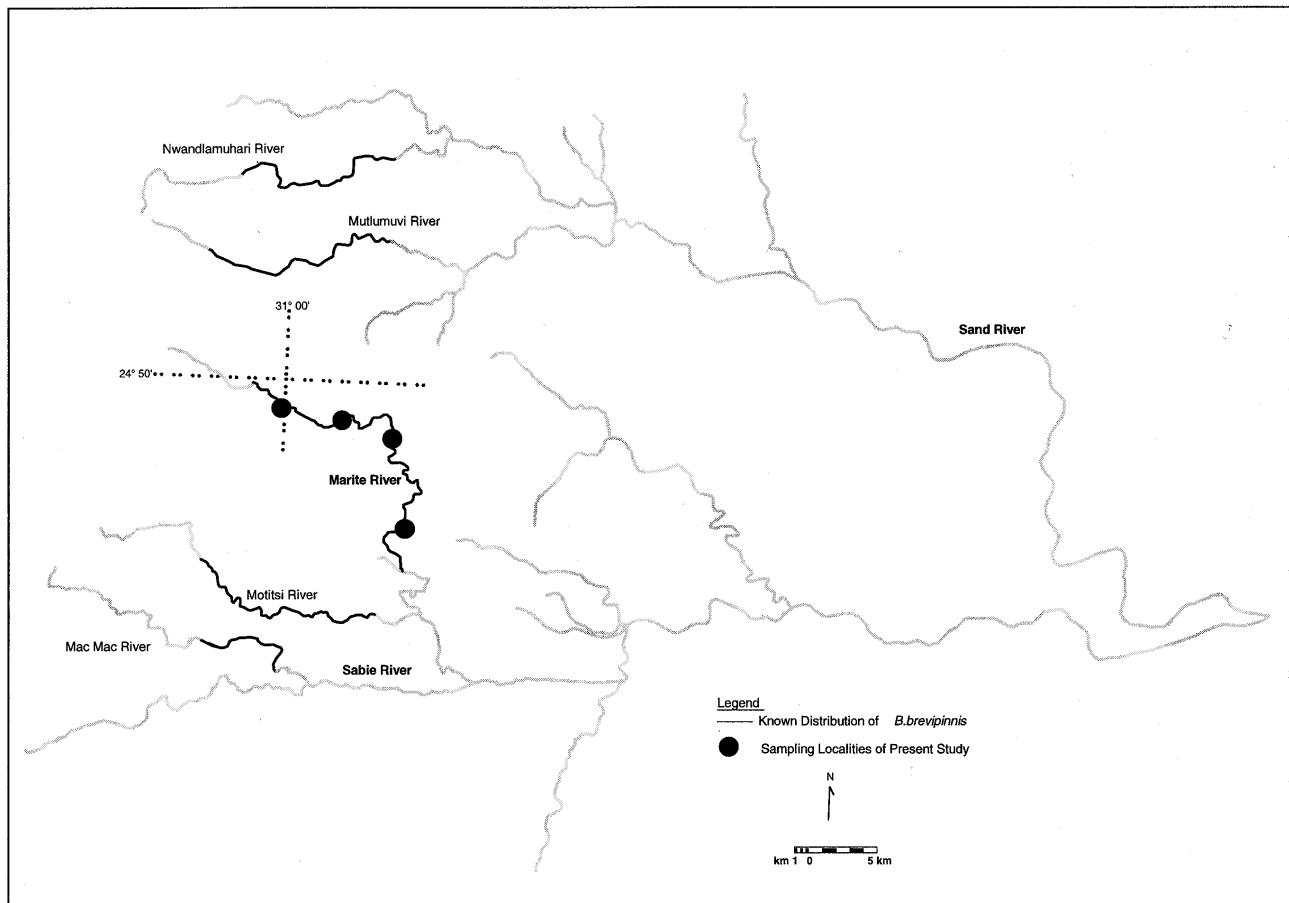 Nwandlamuhari River
Mutlumuvi River
31° 00'
Sand River
24° 50'
Marite River
Motitsi River
Mac Mac River
Sabie River
Legend
Known Distribution of B.brevipinnis
Sampling Localities of Present Study
N
km 1 0 5 km